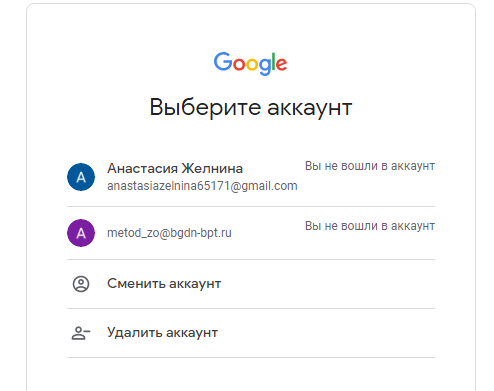 Google
Выберите аккаунт
А
Анастасия Желнина
Вы не вошли в аккаунт
anastasiazelnina65171@gmail.com
А
metod_zo@bgdn-bpt.ru
Вы не вошли в аккаунт
Сменить аккаунт
Удалить аккаунт